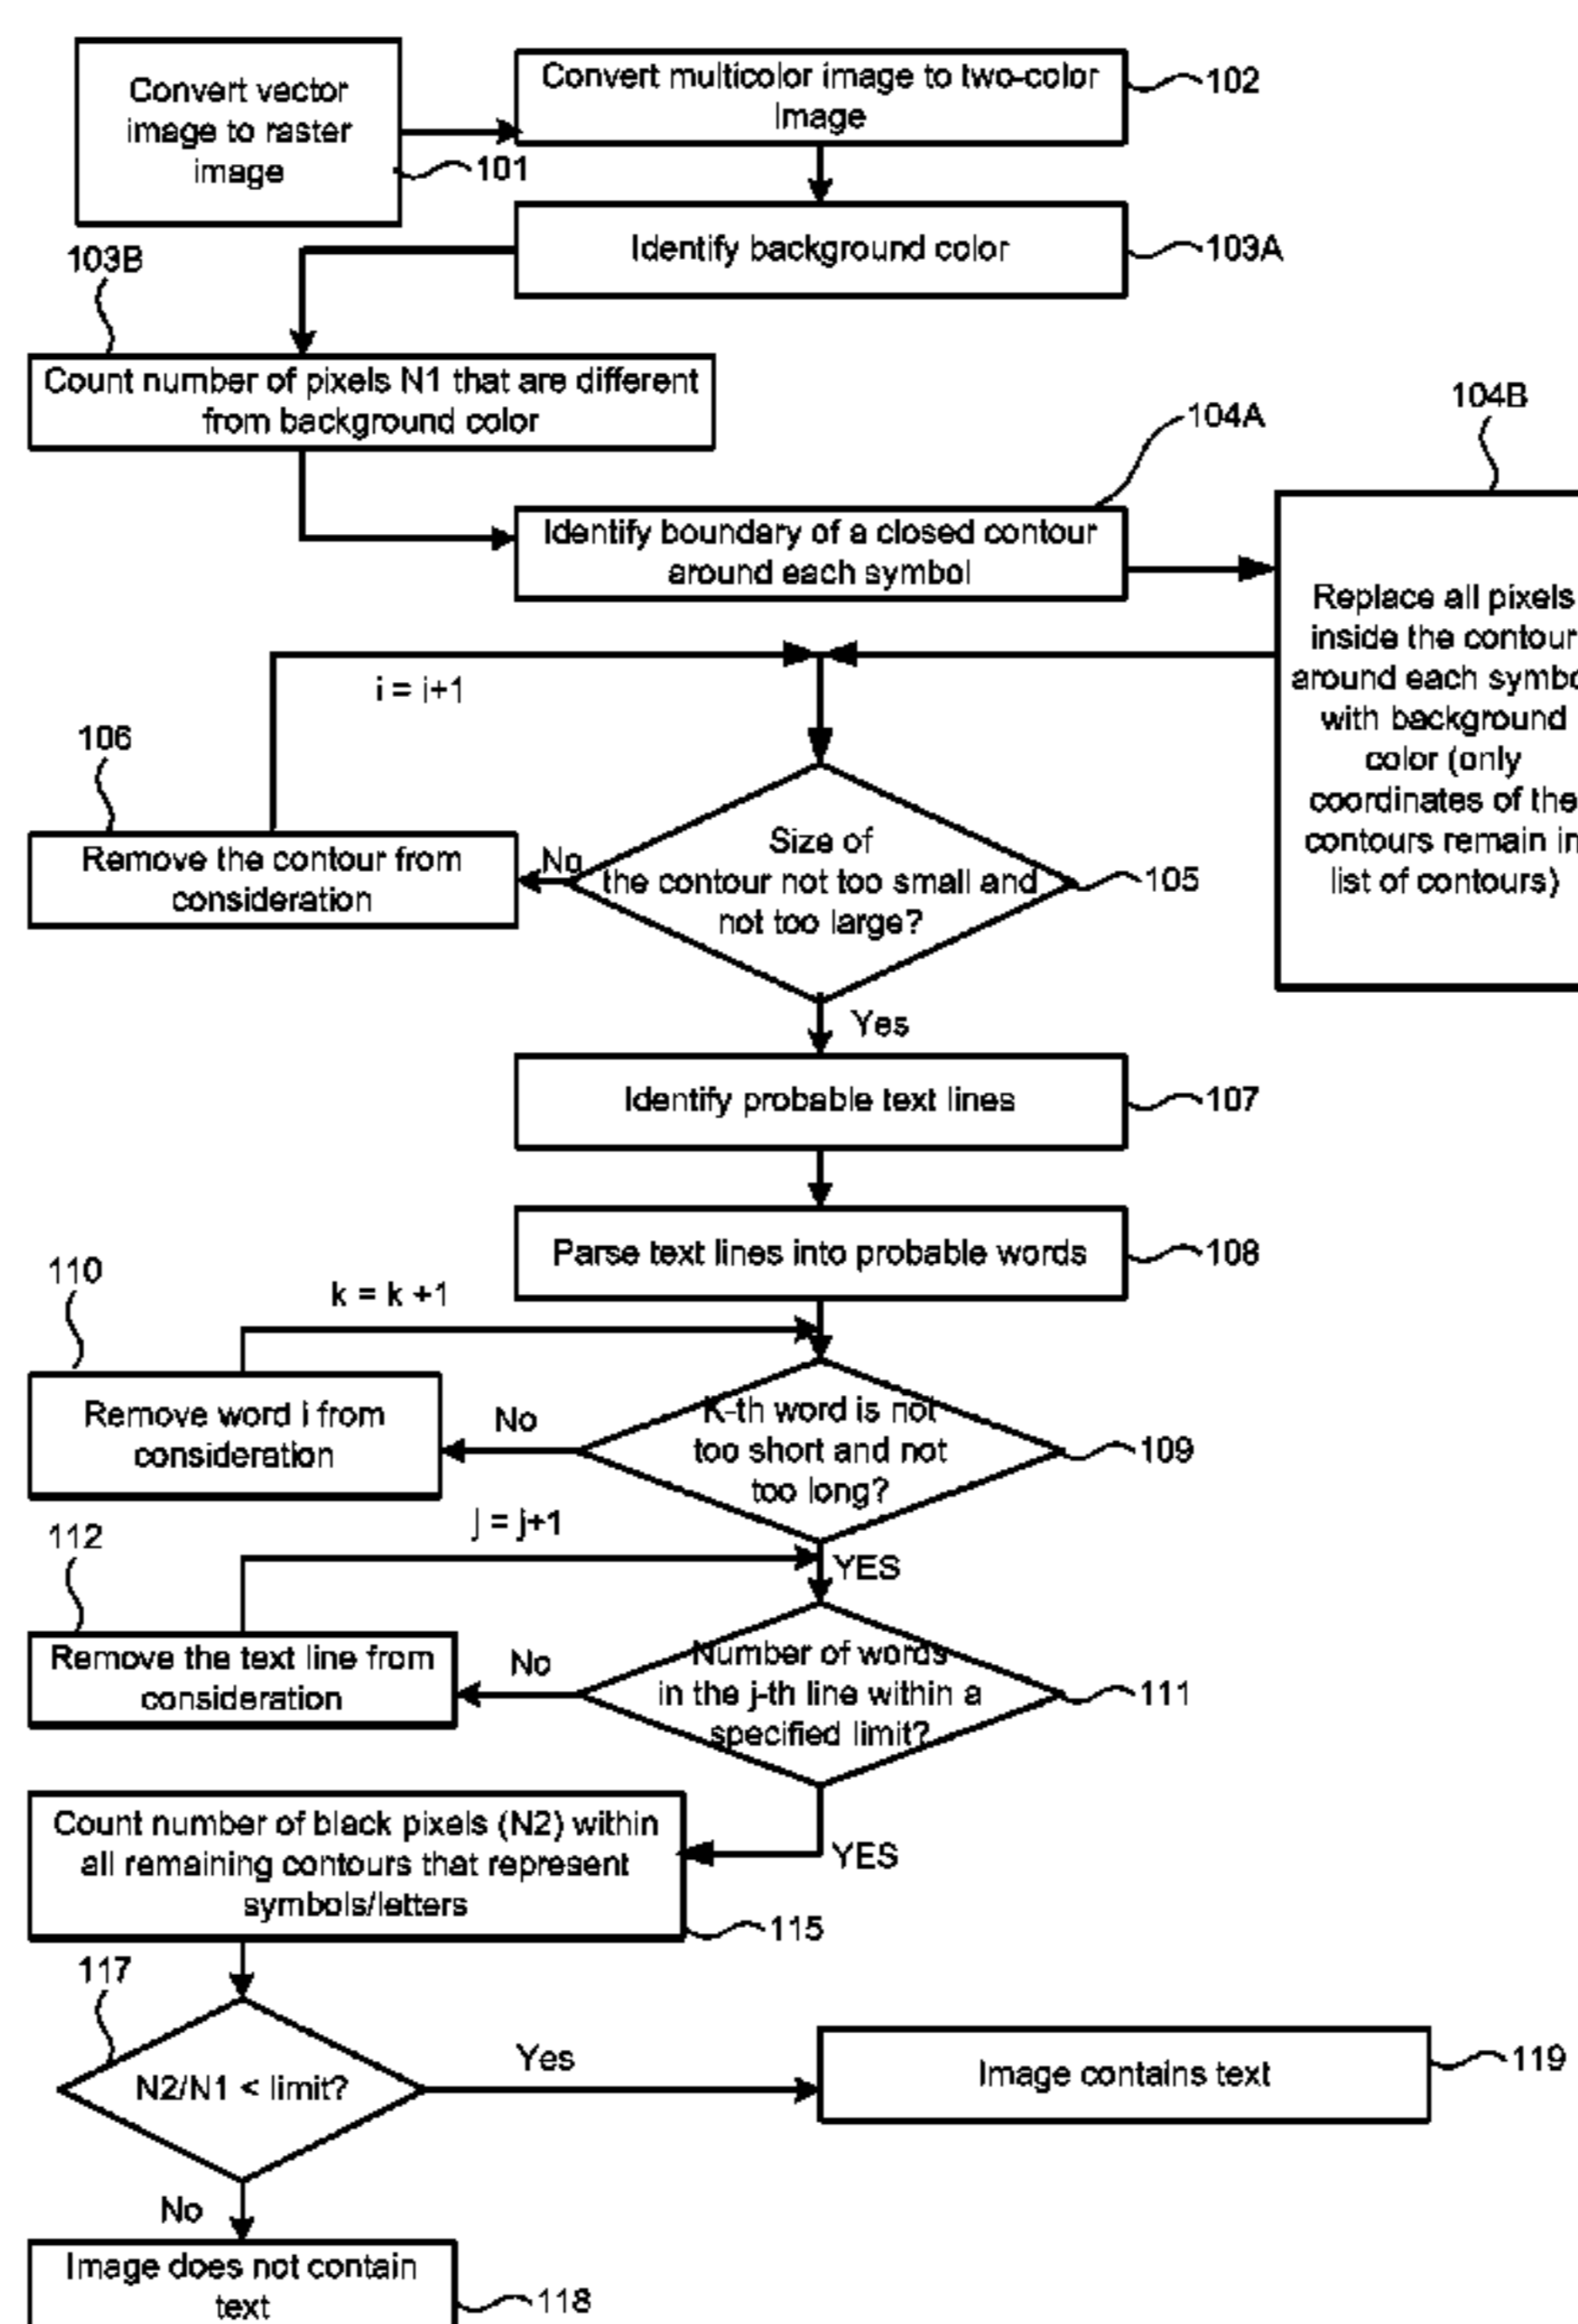 Convert vector
image to raster
image
101
Convert multicolor image to two-color
Image
102
Identify background color
103A
103B
Count number of pixels N1 that are different
from background color
104A
Identify boundary of a closed contour
around each symbol
104B
Replace all pixels
inside the contour
around each
with background
color (only
coordinates of the
contours remain in
list of contours)
i = i+1
106
Remove the contour from
consideration
No
Size of
the contour not too small and
not too large?
105
Yes
Identify probable text lines
107
Parse text lines into probable words
108
110
k = k +1
Remove word i from
consideration
No
K-th word is not
too short and not
too long?
109
112
j = j+1
YES
Remove the text line from
consideration
No
Number of words
in the j-th line within a
specified limit?
111
Count number of black pixels (N2) within
all remaining contours that represent
symbols/letters
YES
115
117
N2/N1 < limit?
Yes
Image contains text
119
No
Image does not contain
text
118